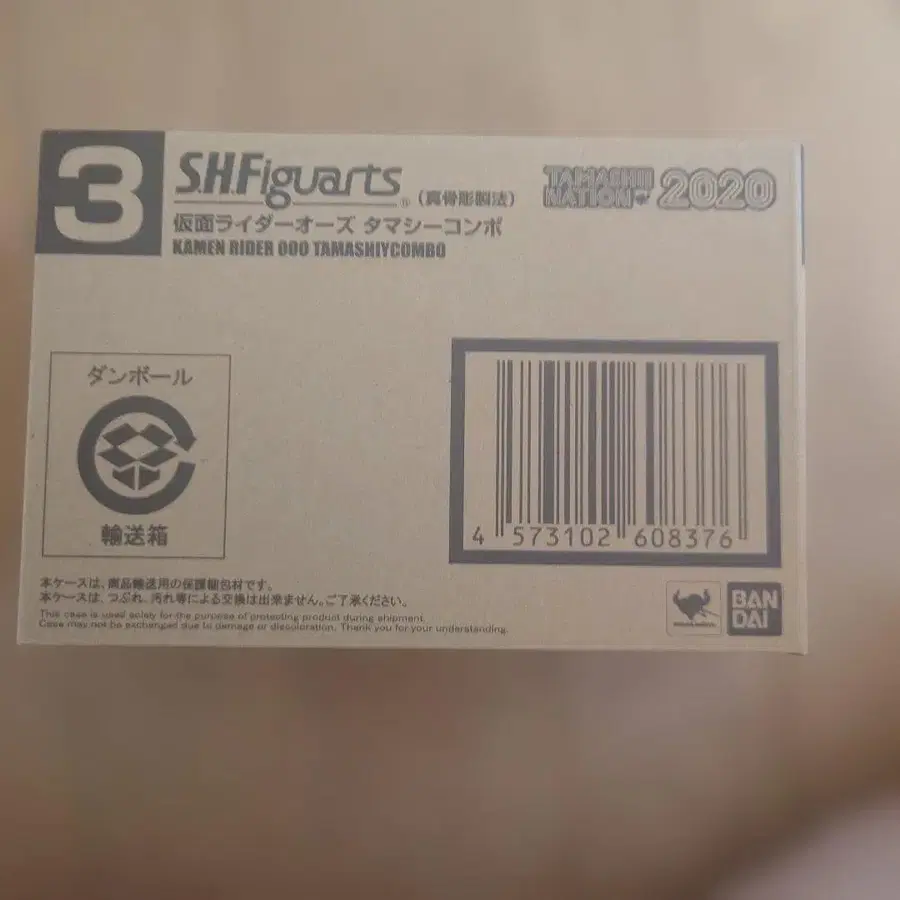 3
S.H.Figuarts ®(真骨彫製法)
TAMASHII NATION 2020
仮面ライダーオーズ タマシーコンボ
KAMEN RIDER OOO TAMASHIYCOMBO
ダンボール
輸送箱
4 573102 608376
本ケースは、商品輸送用の保護梱包材です。
本ケースは、つぶれ、汚れ等による交換は出来ません。ご了承ください。
This case is used solely for the purpose of protecting product during shipment.
Case may not be exchanged due to damage or discoloration. Thank you for your understanding.
BAN
DAI